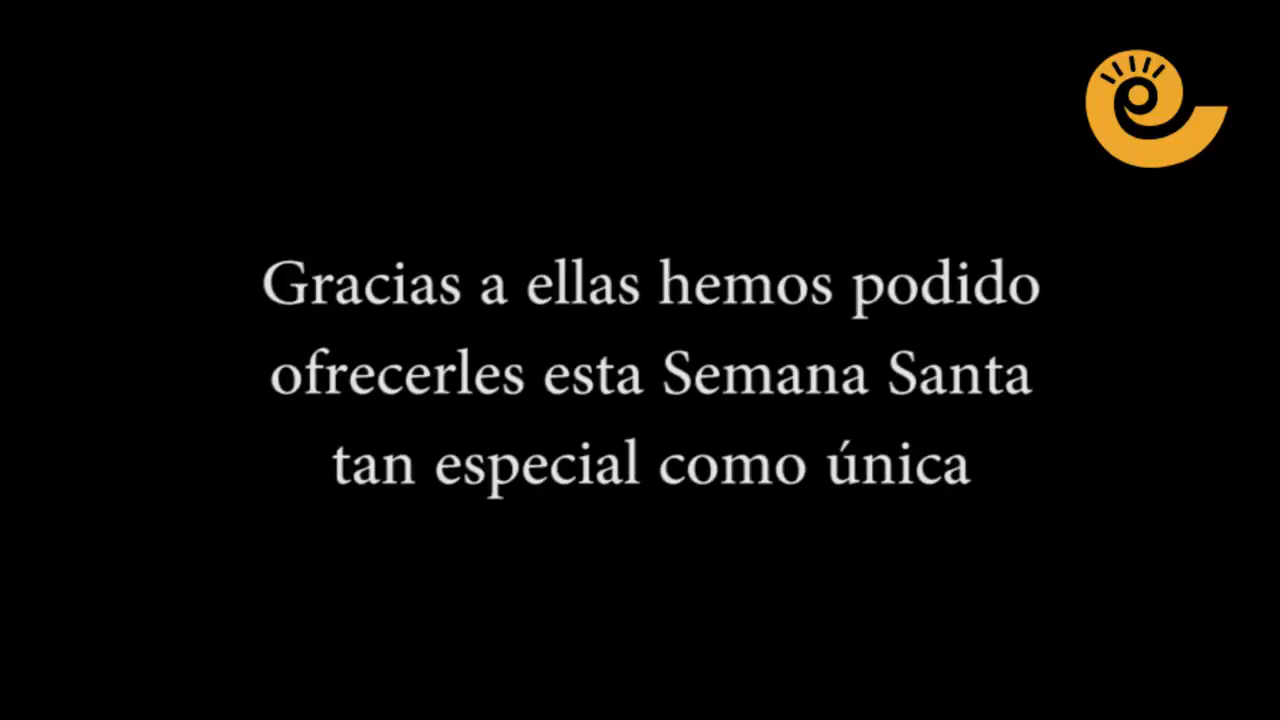 Gracias a ellas hemos podido
ofrecerles esta Semana Santa
tan especial como única